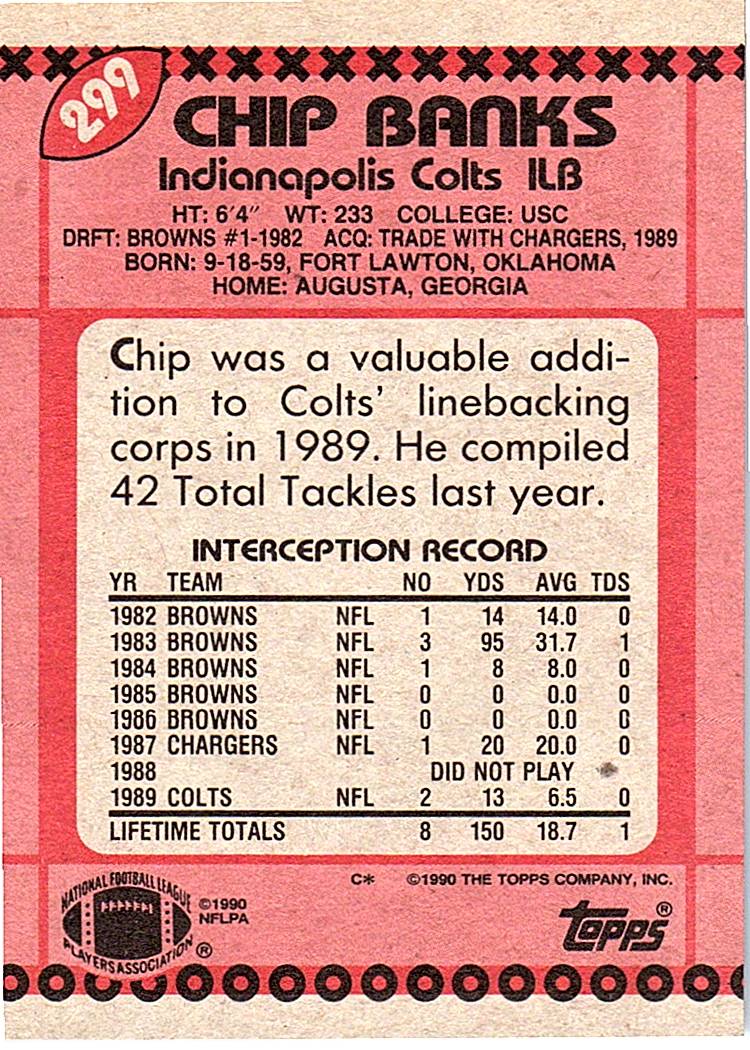 299
CHIP BANKS
Indianapolis Colts ILB
HT: 6'4" WT: 233 COLLEGE: USC
DRFT: BROWNS #1-1982 ACQ: TRADE WITH CHARGERS, 1989
BORN: 9-18-59, FORT LAWTON, OKLAHOMA
HOME: AUGUSTA, GEORGIA
Chip was a valuable addi-
tion to Colts' linebacking
corps in 1989. He compiled
42 Total Tackles last year.
INTERCEPTION RECORD
YR TEAM NO YDS AVG TDS
1982 BROWNS NFL 1 14 14.0 0
1983 BROWNS NFL 3 95 31.7 1
1984 BROWNS NFL 1 8 8.0 0
1985 BROWNS NFL 0 0 0.0 0
1986 BROWNS NFL 0 0 0.0 0
1987 CHARGERS NFL 1 20 20.0 0
1988 DID NOT PLAY
1989 COLTS NFL 2 13 6.5 0
LIFETIME TOTALS 8 150 18.7 1
C* ©1990 THE TOPPS COMPANY, INC.
NATIONAL FOOTBALL LEAGUE
PLAYERS ASSOCIATION ®
©1990
NFLPA
topps®